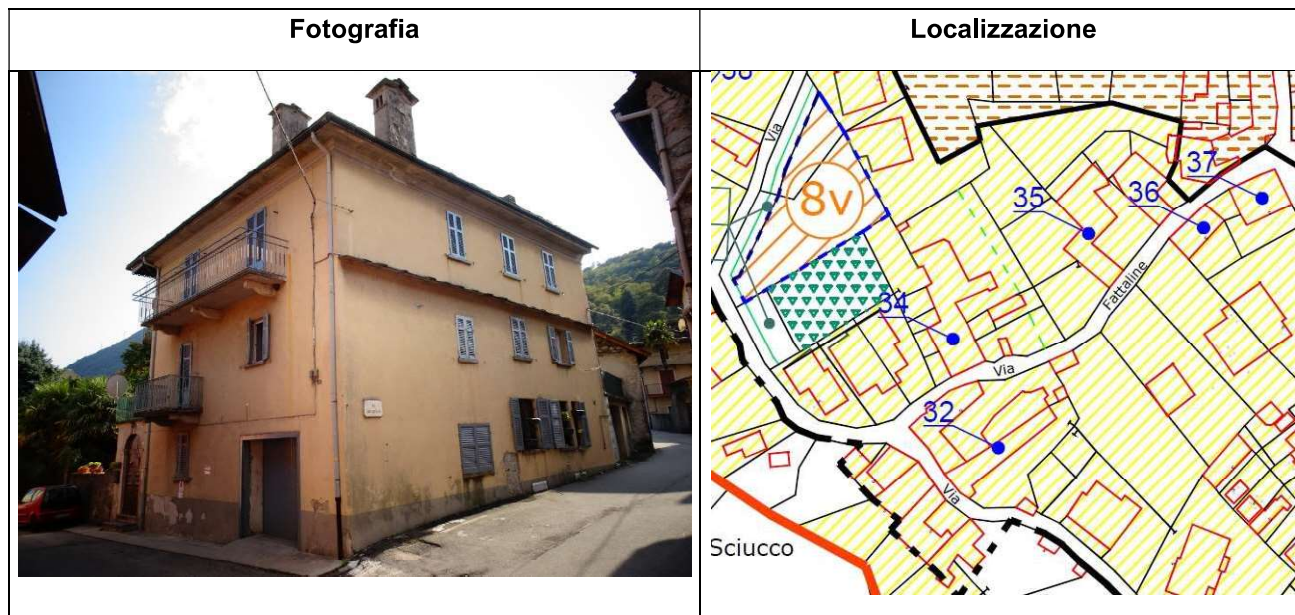 Fotografia
Localizzazione
Via
8v
37
35
36
Fattaline
34
Via
32
Via
Sciucco